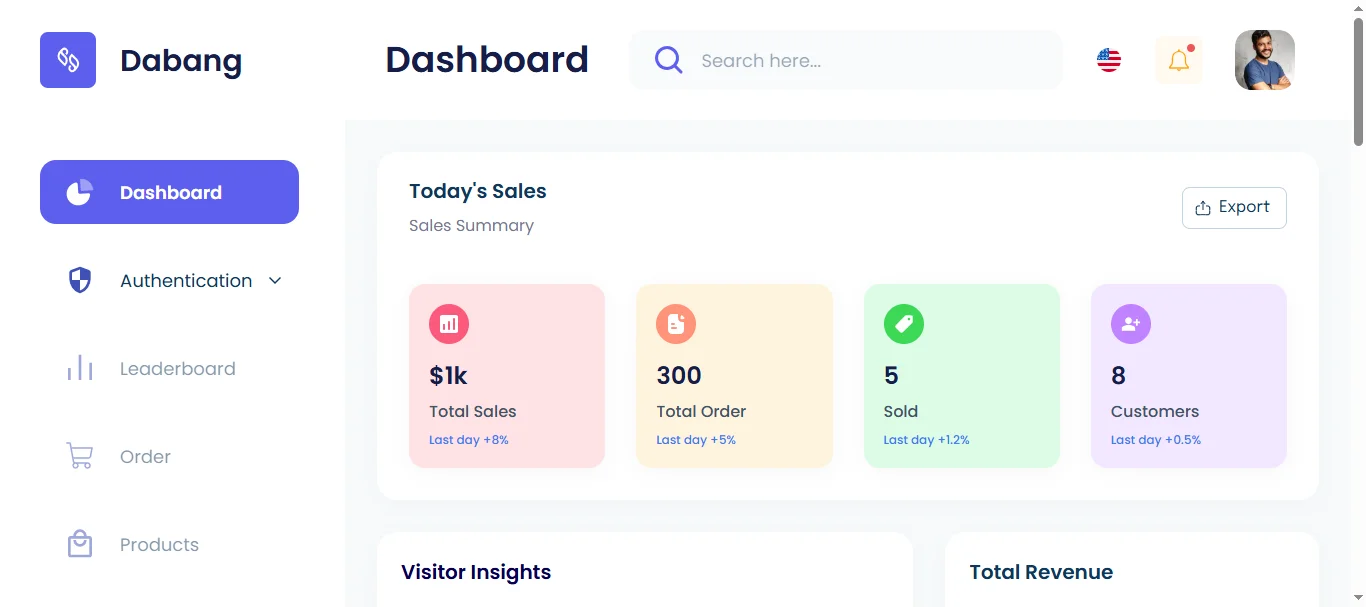 Dabang
Dashboard
Search here...
Dashboard
Authentication
Leaderboard
Order
Products
Today's Sales
Sales Summary
Export
$1k
Total Sales
Last day +8%
300
Total Order
Last day +5%
5
Sold
Last day +1.2%
8
Customers
Last day +0.5%
Visitor Insights
Total Revenue